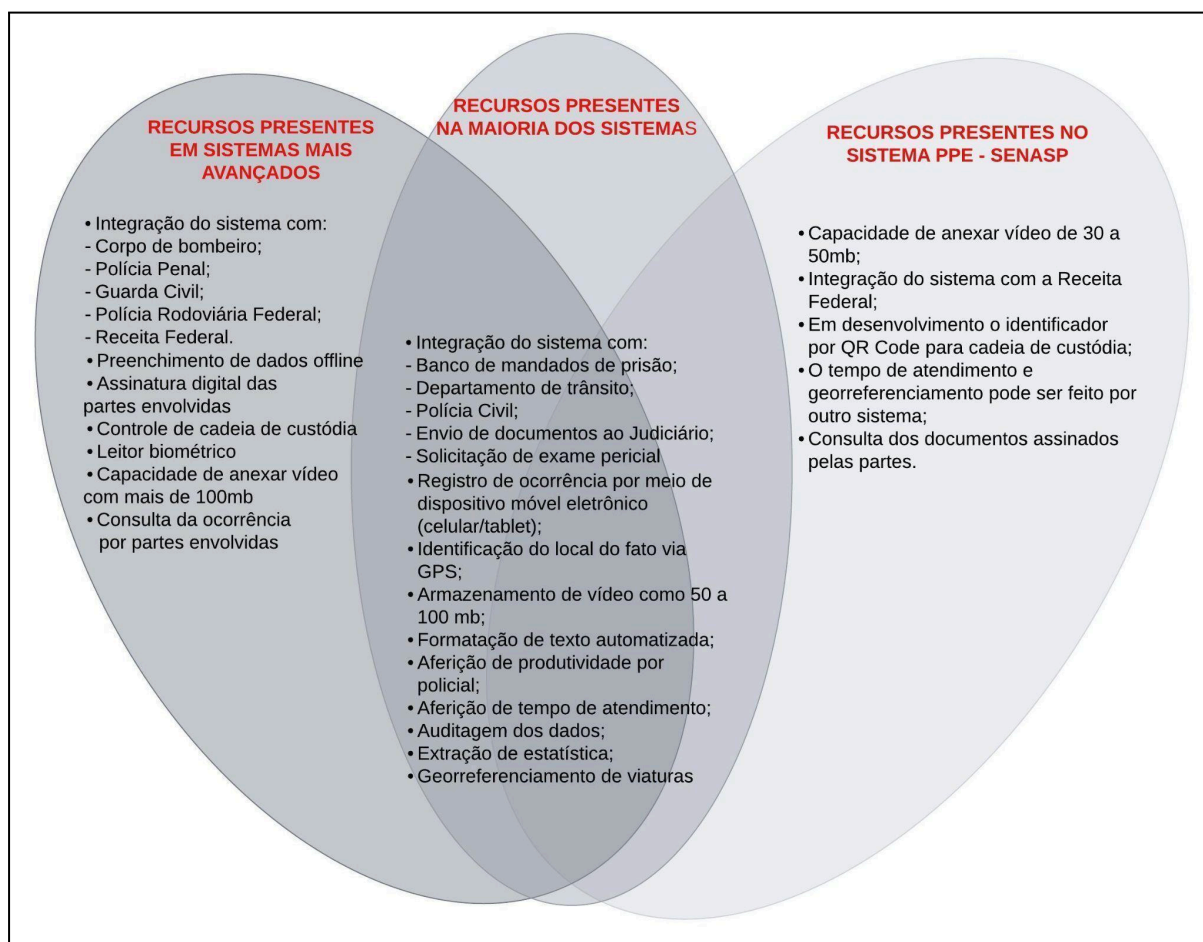 RECURSOS PRESENTES
EM SISTEMAS MAIS
AVANÇADOS
• Integração do sistema com:
- Corpo de bombeiro;
- Polícia Penal;
- Guarda Civil;
- Polícia Rodoviária Federal;
- Receita Federal.
• Preenchimento de dados offline
• Assinatura digital das
partes envolvidas
• Controle de cadeia de custódia
• Leitor biométrico
• Capacidade de anexar vídeo
com mais de 100mb
• Consulta da ocorrência
por partes envolvidas
RECURSOS PRESENTES
NA MAIORIA DOS SISTEMAS
• Integração do sistema com:
- Banco de mandados de prisão;
- Departamento de trânsito;
- Polícia Civil;
- Envio de documentos ao Judiciário;
- Solicitação de exame pericial
• Registro de ocorrência por meio de
dispositivo móvel eletrônico
(celular/tablet);
• Identificação do local do fato via
GPS;
• Armazenamento de vídeo como 50 a
100 mb;
• Formatação de texto automatizada;
• Aferição de produtividade por
policial;
• Aferição de tempo de atendimento;
• Auditagem dos dados;
• Extração de estatística;
• Georreferenciamento de viaturas
RECURSOS PRESENTES NO
SISTEMA PPE - SENASP
• Capacidade de anexar vídeo de 30 a
50mb;
• Integração do sistema com a Receita
Federal;
• Em desenvolvimento o identificador
por QR Code para cadeia de custódia;
• O tempo de atendimento e
georreferenciamento pode ser feito por
outro sistema;
• Consulta dos documentos assinados
pelas partes.